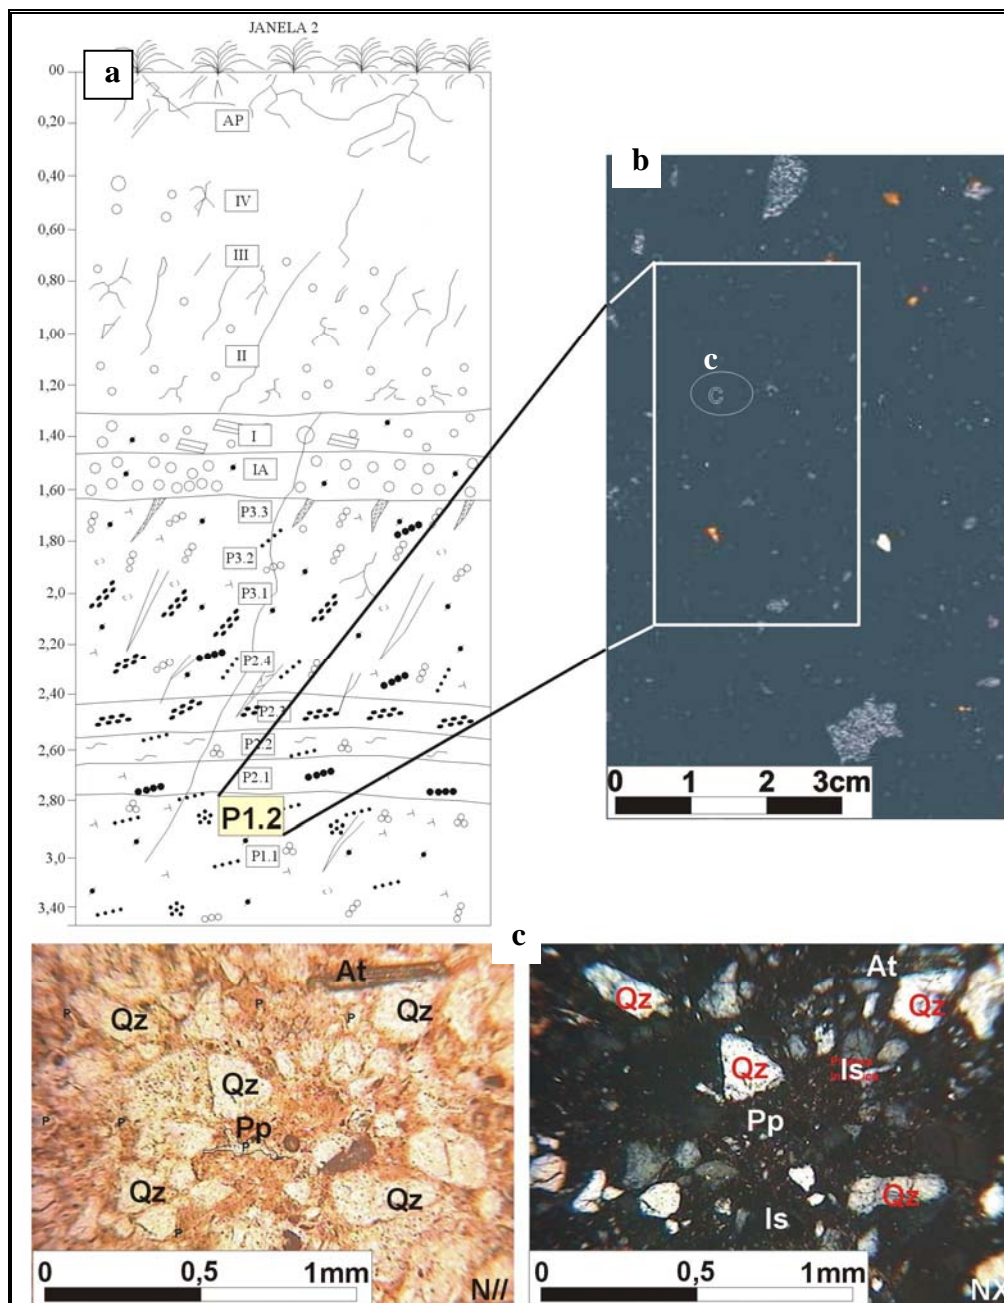 JANELA 2
a
00
AP
0,20
0,40
IV
0,60
III
0,80
1,00
II
1,20
1,40
I
IA
1,60
P3.3
1,80
P3.2
2,0
P3.1
2,20
P2.4
2,40
P2.3
2,60
P2.2
P2.1
2,80
P1.2
3,0
P1.1
3,40
b
c
C
0 1 2 3cm
c
At
Qz
Qz
P
P
P
Qz
Pp
P
P
P
Qz
Qz
P
0 0,5 1mm
N//
At
Qz
Qz
Qz
Is
Pp
Qz
Is
0 0,5 1mm
NX